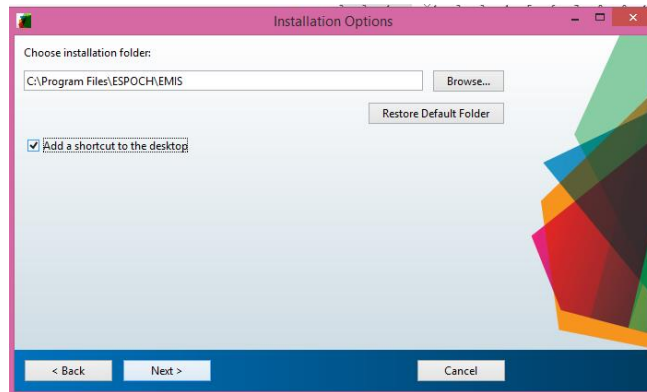 Installation Options
Choose installation folder:
C:\Program Files\ESPOCH\EMIS
Browse...
Restore Default Folder
Add a shortcut to the desktop
< Back
Next >
Cancel